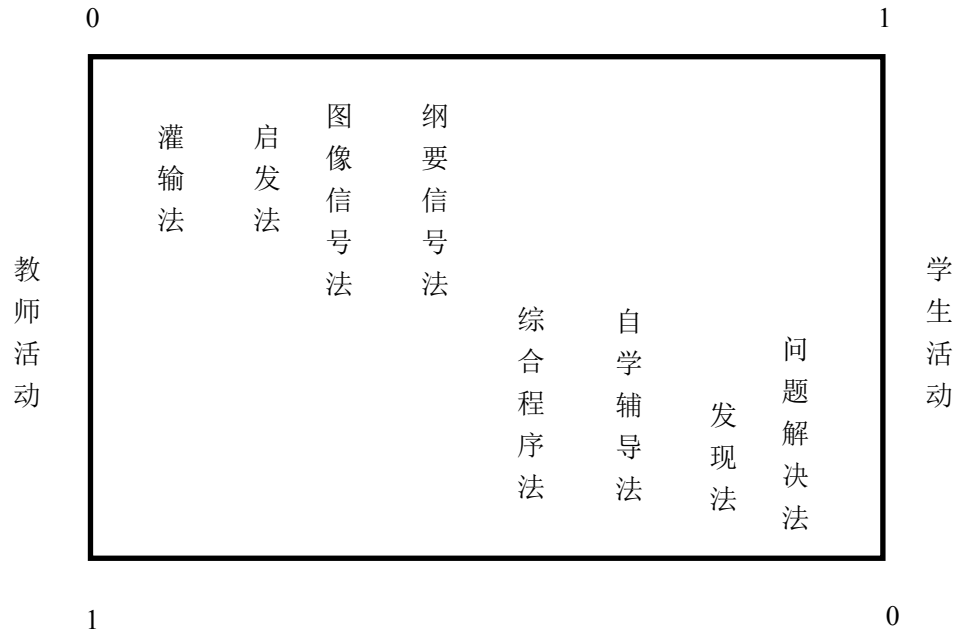 0
1
教师活动
灌输法
启发法
图像信号法
纲要信号法
综合程序法
自学辅导法
发现法
问题解决法
学生活动
1
0